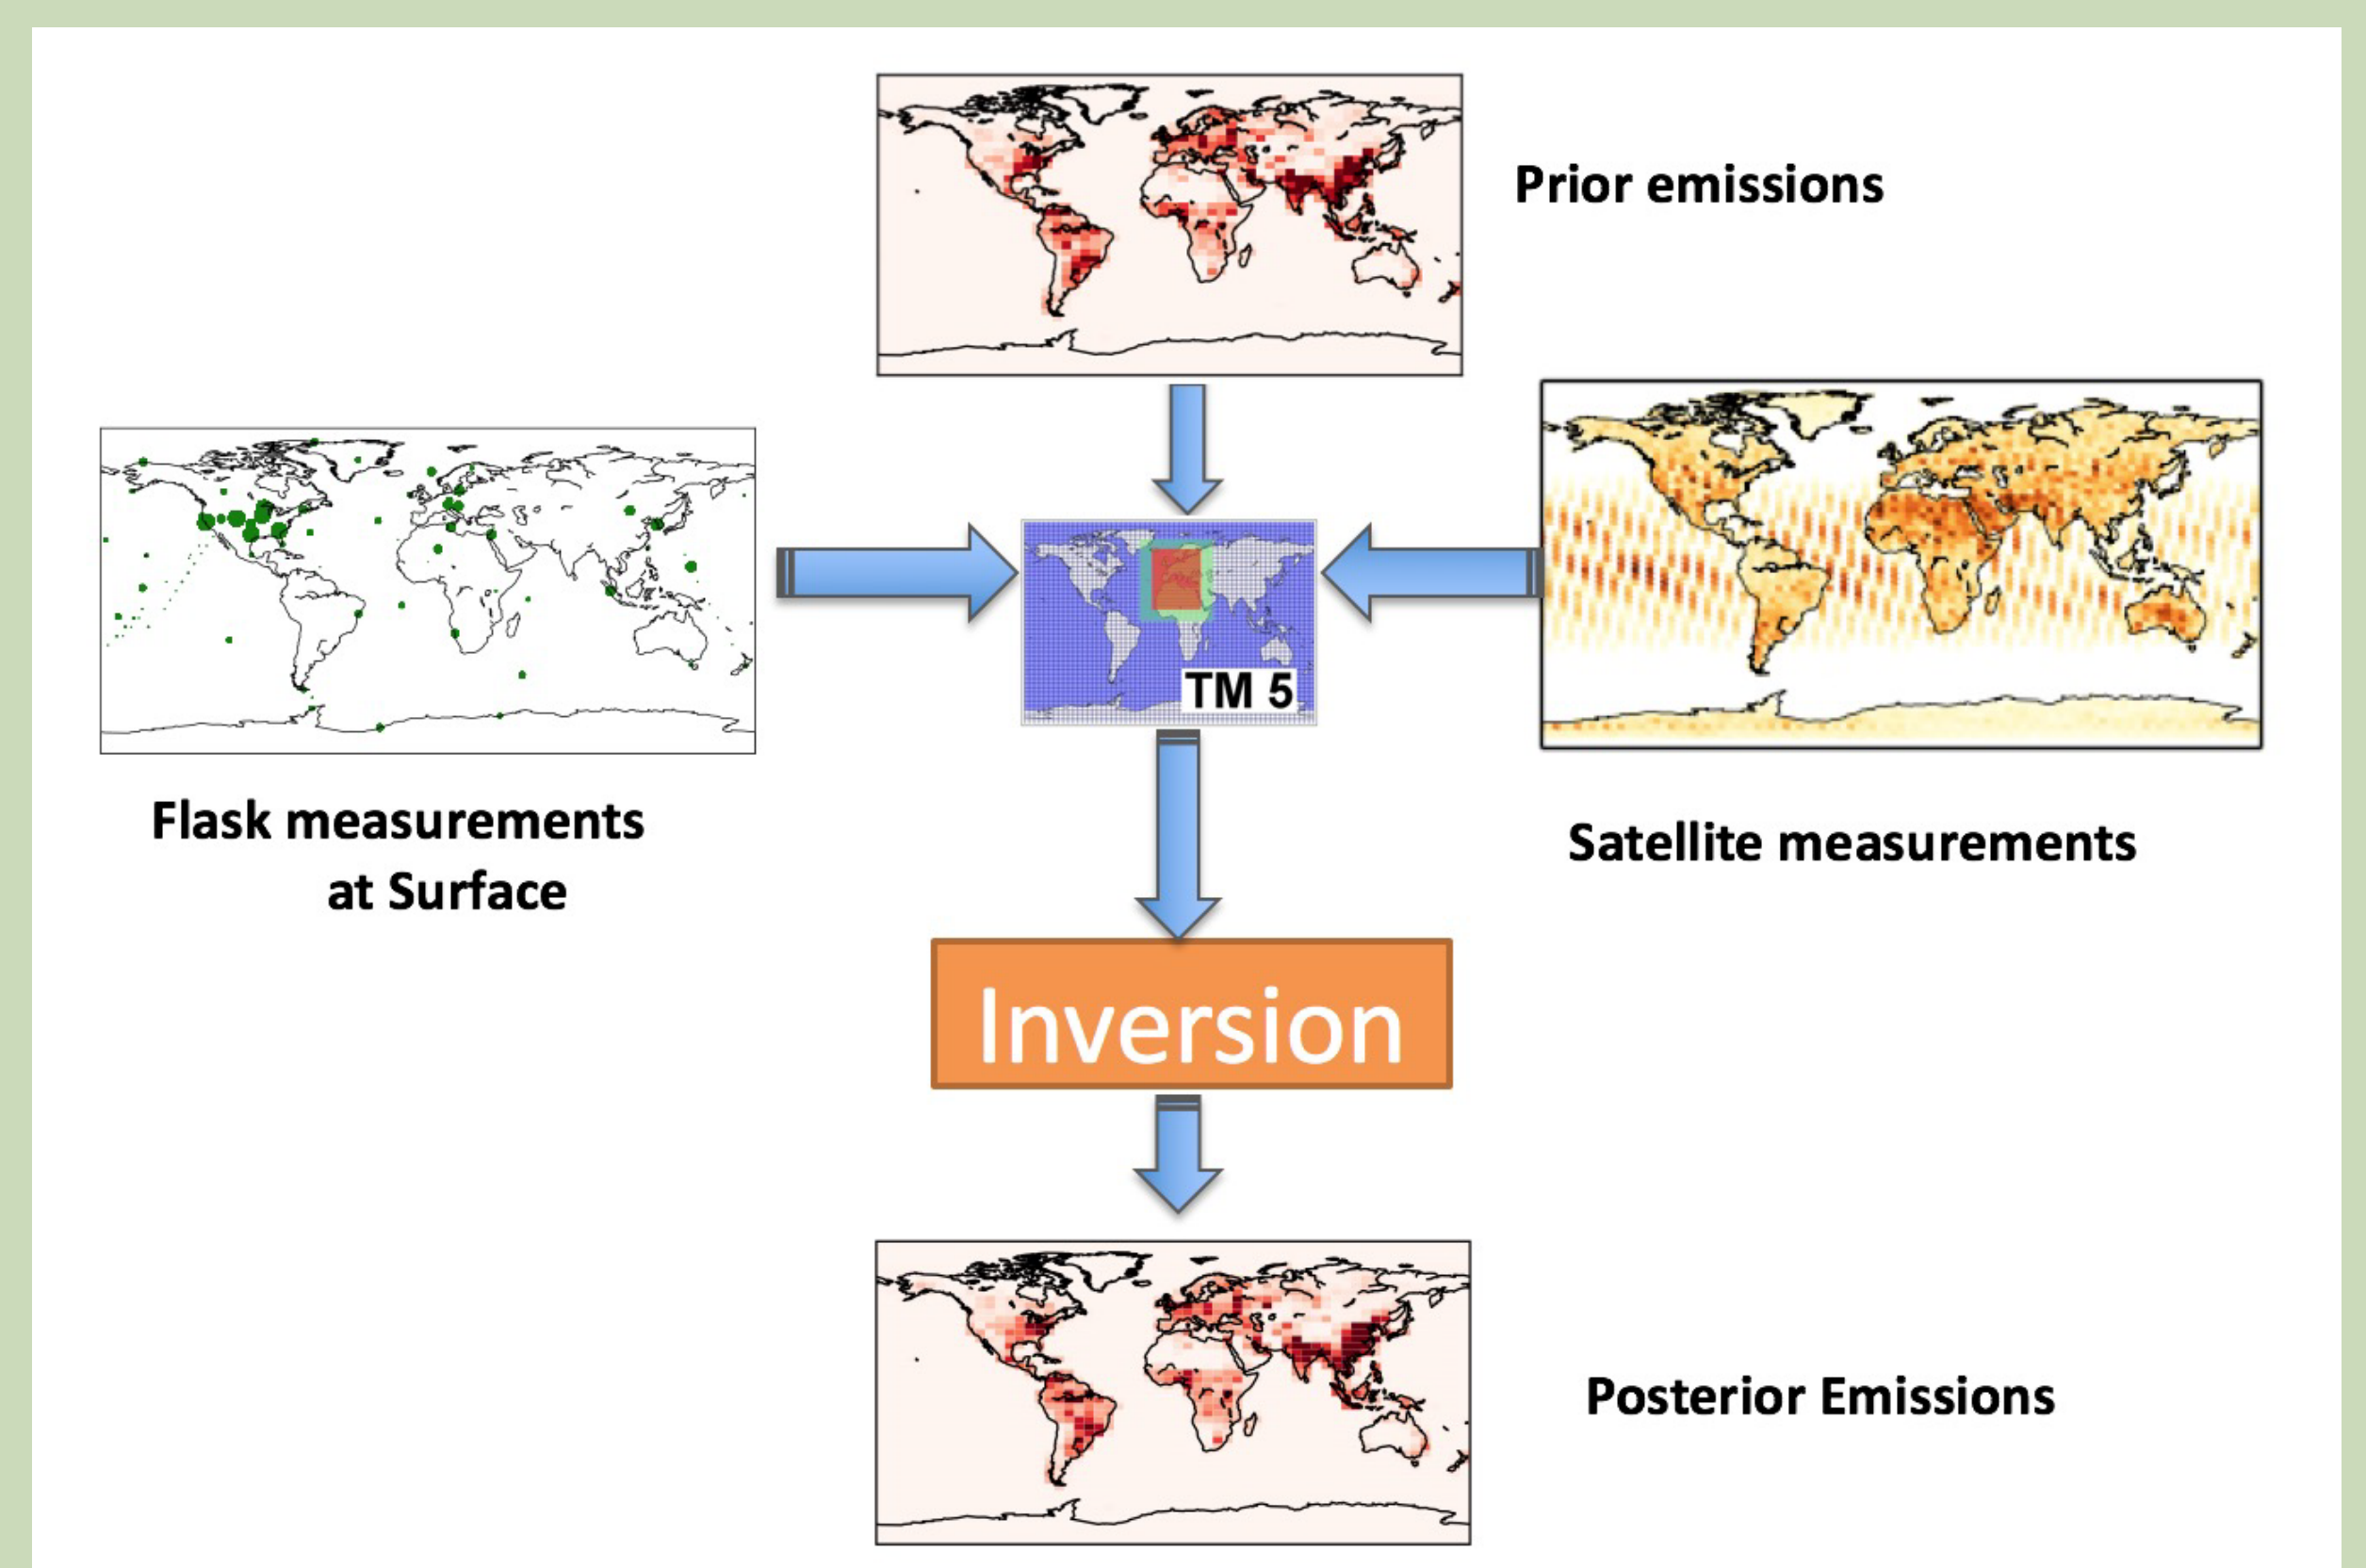 Prior emissions
TM 5
Flask measurements
at Surface
Satellite measurements
Inversion
Posterior Emissions